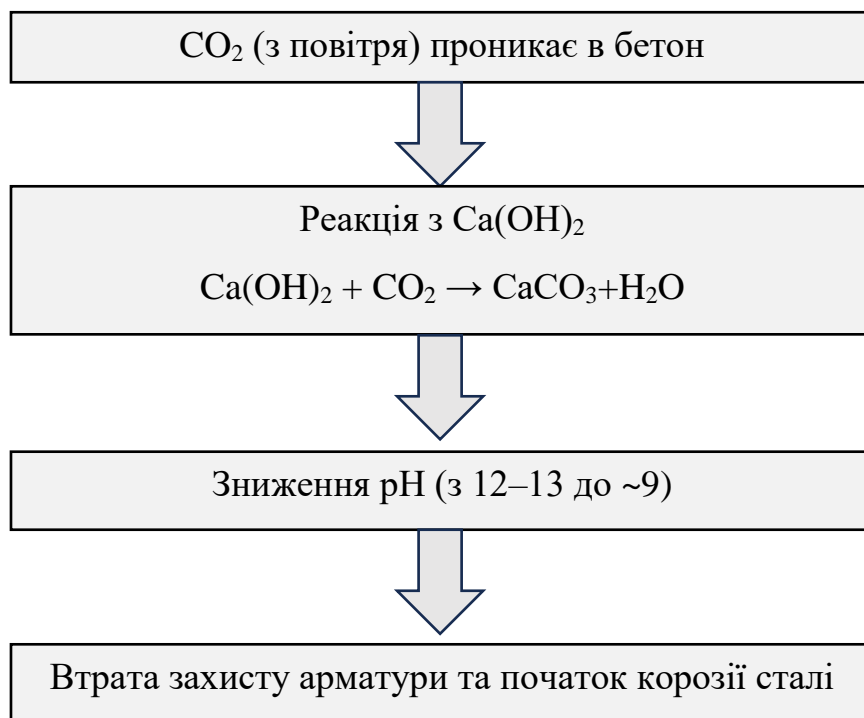 CO₂ (з повітря) проникає в бетон
Реакція з Ca(OH)₂
Ca(OH)₂ + CO₂ → CaCO₃+H₂O
Зниження pH (з 12–13 до ~9)
Втрата захисту арматури та початок корозії сталі